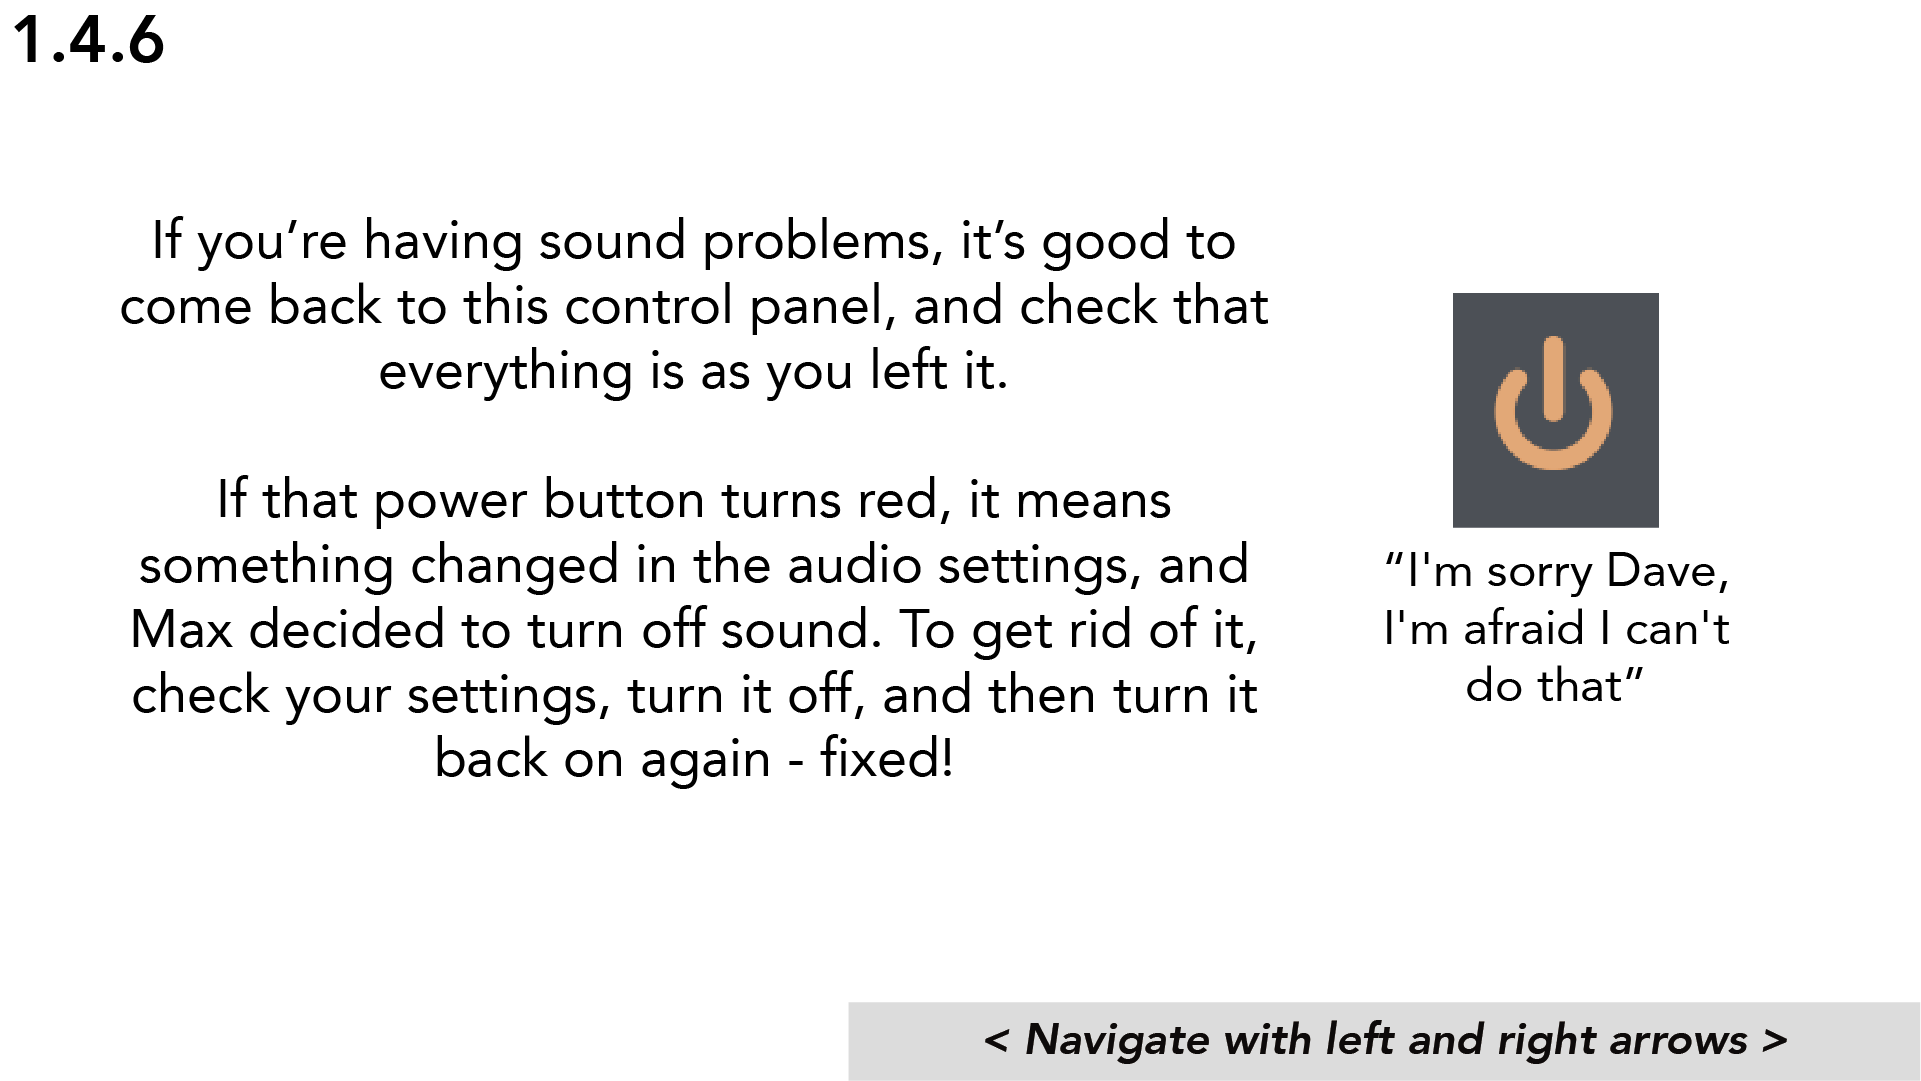 1.4.6
If you’re having sound problems, it’s good to
come back to this control panel, and check that
everything is as you left it.
If that power button turns red, it means
something changed in the audio settings, and
Max decided to turn off sound. To get rid of it,
check your settings, turn it off, and then turn it
back on again - fixed!
“I'm sorry Dave,
I'm afraid I can't
do that”
< Navigate with left and right arrows >